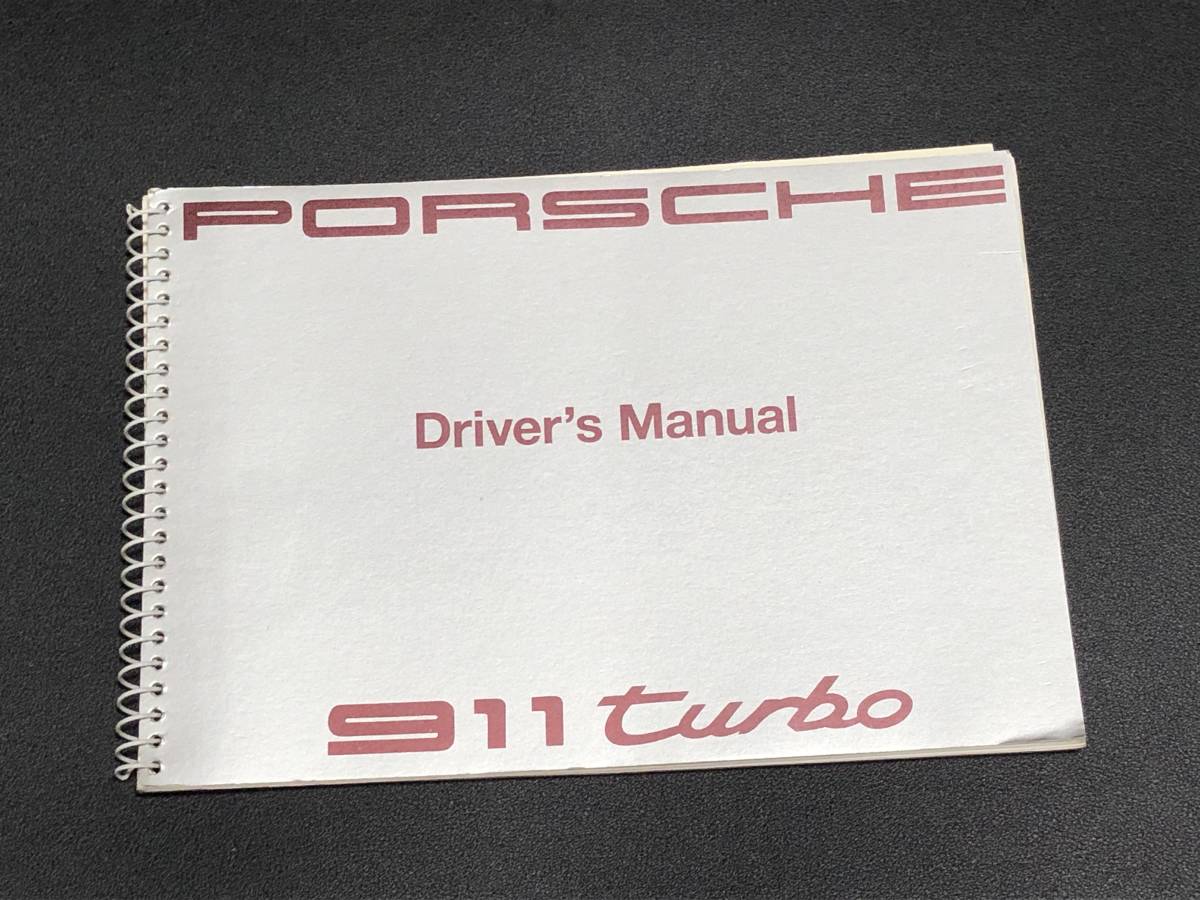 PORSCHE
Driver's Manual
911 turbo